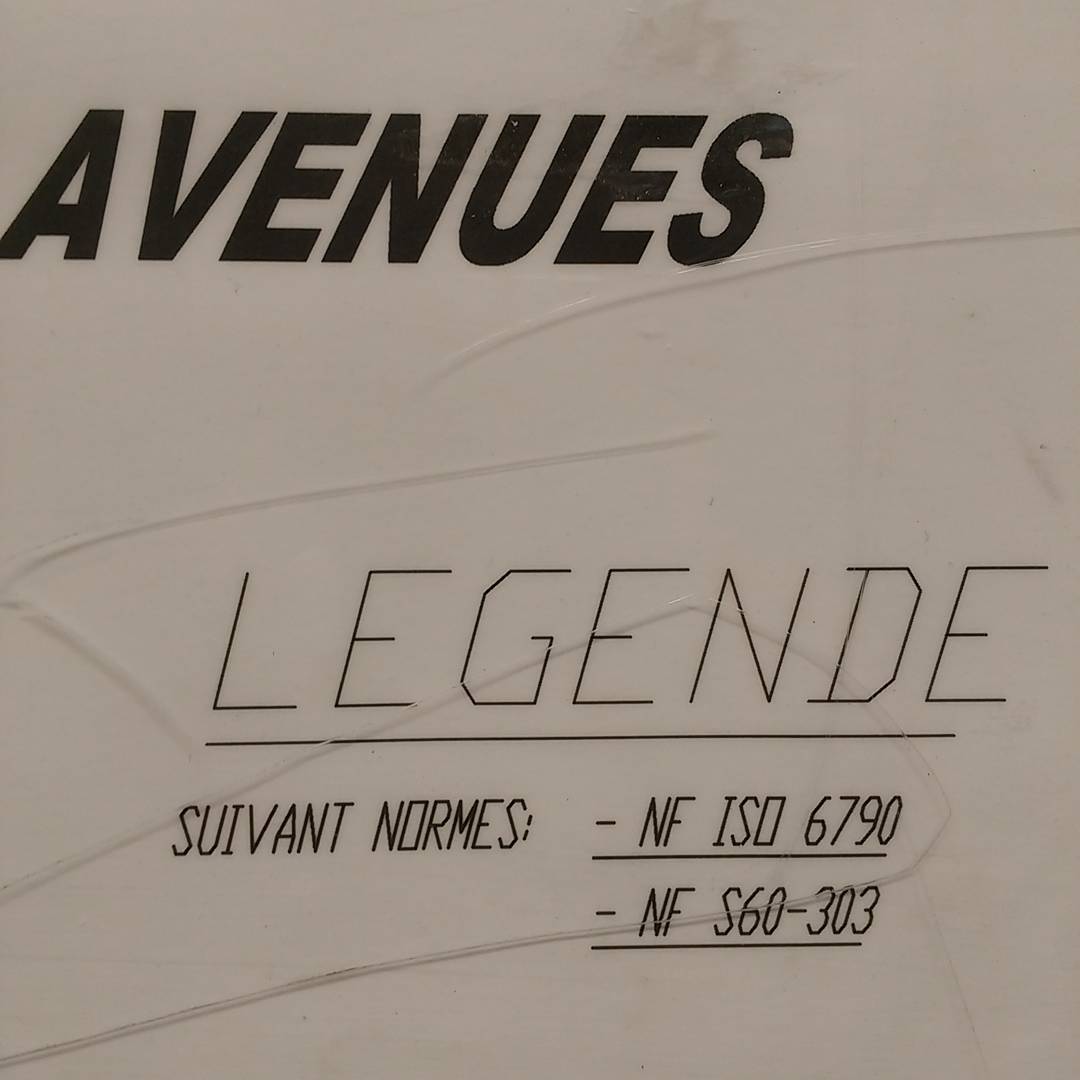 AVENUES
LEGENDE
SUIVANT NORMES: - NF ISO 6790
- NF S60-303